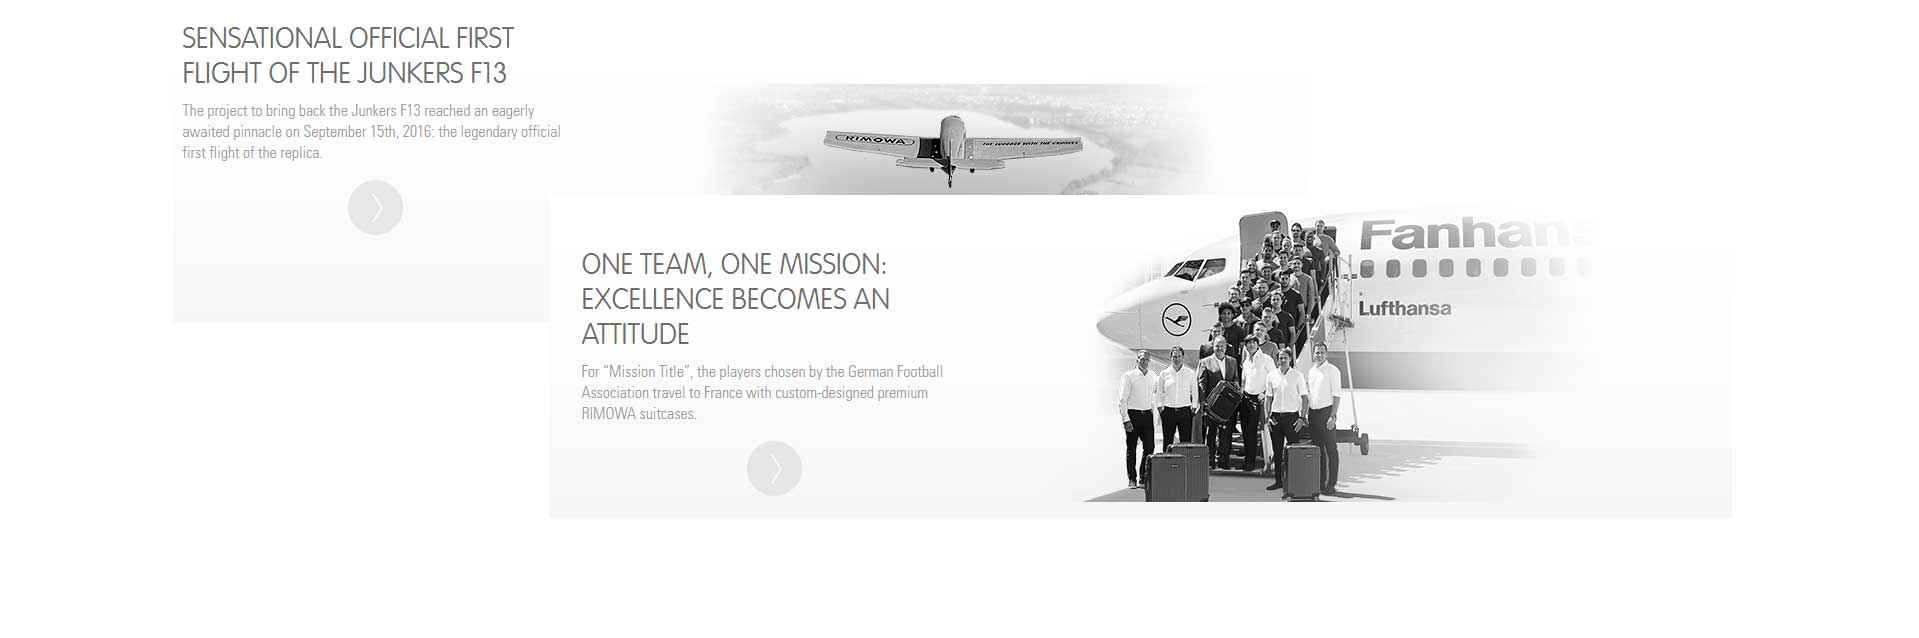 SENSATIONAL OFFICIAL FIRST
FLIGHT OF THE JUNKERS F13
The project to bring back the Junkers F13 reached an eagerly
awaited pinnacle on September 15th, 2016: the legendary official
first flight of the replica.
RIMOWA
THE LUGGAGE WITH THE GROOVES
ONE TEAM, ONE MISSION:
EXCELLENCE BECOMES AN
ATTITUDE
For “Mission Title”, the players chosen by the German Football
Association travel to France with custom-designed premium
RIMOWA suitcases.
Fanhans
Lufthansa